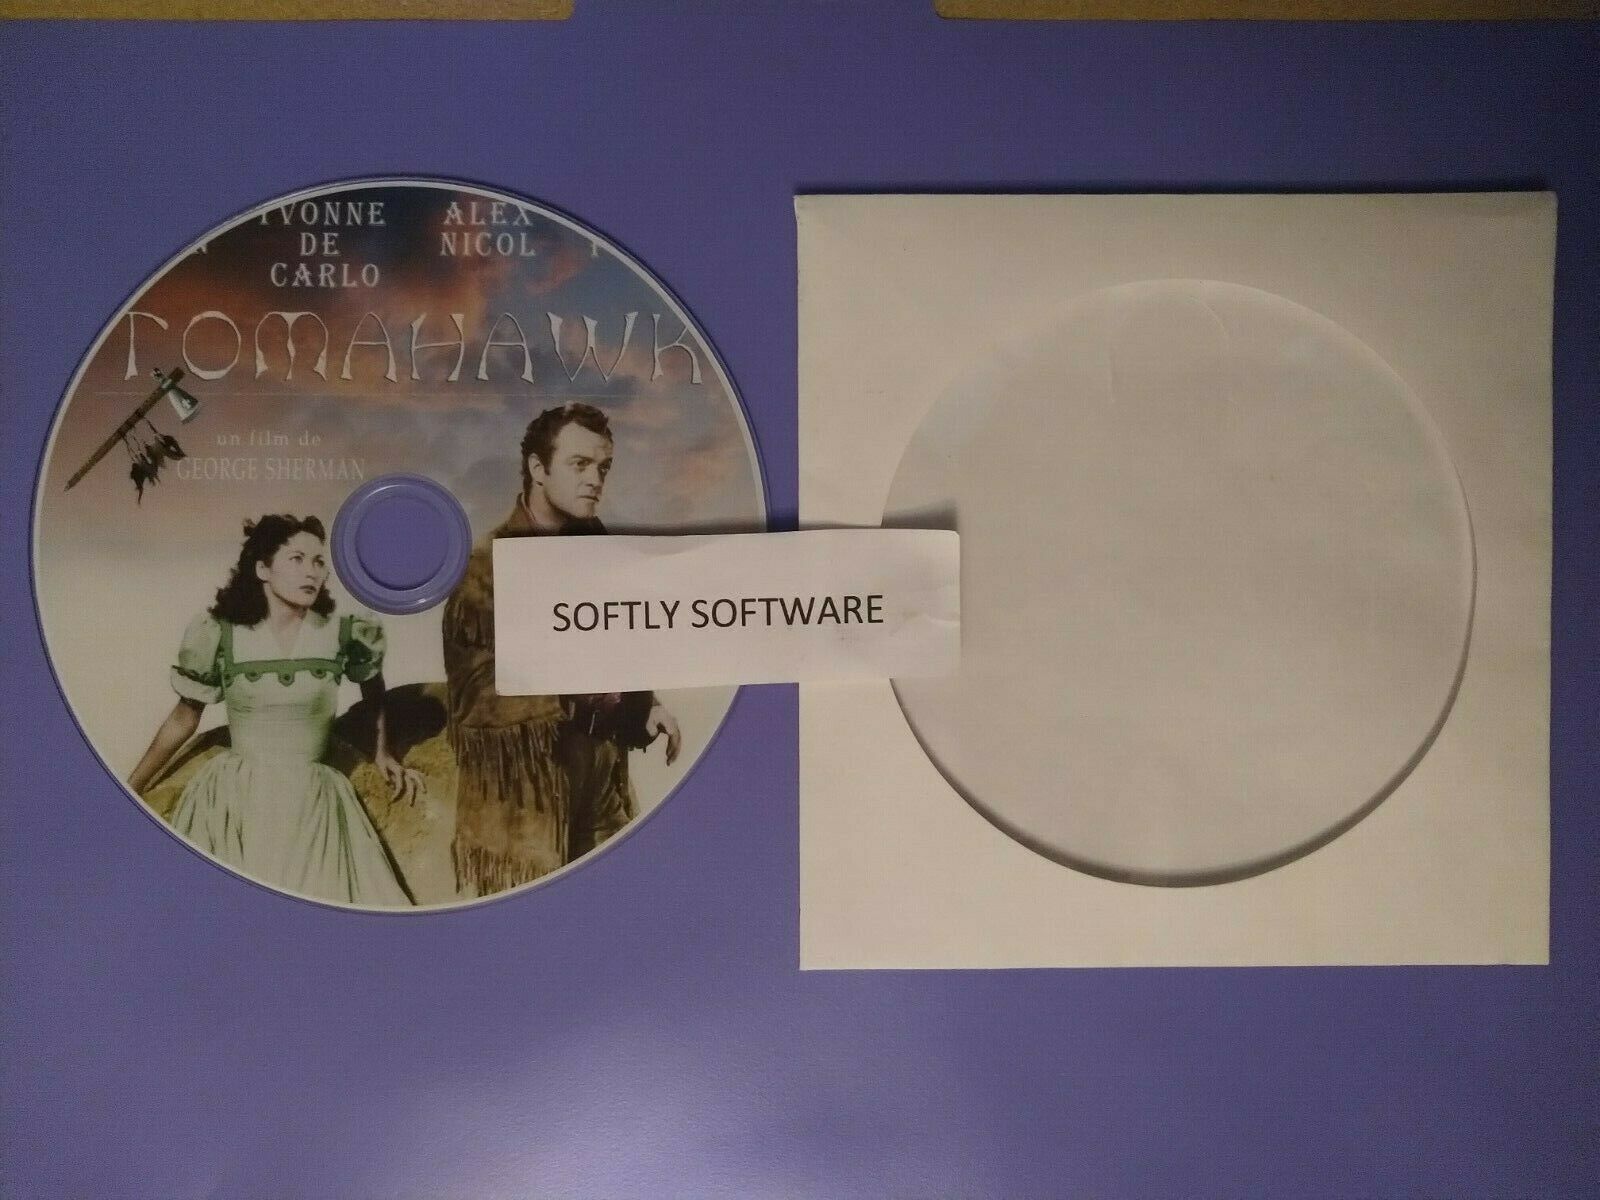 YVONNE
DE
CARLO
ALEX
NICOL
TOMAHAWK
un film de
GEORGE SHERMAN
SOFTLY SOFTWARE